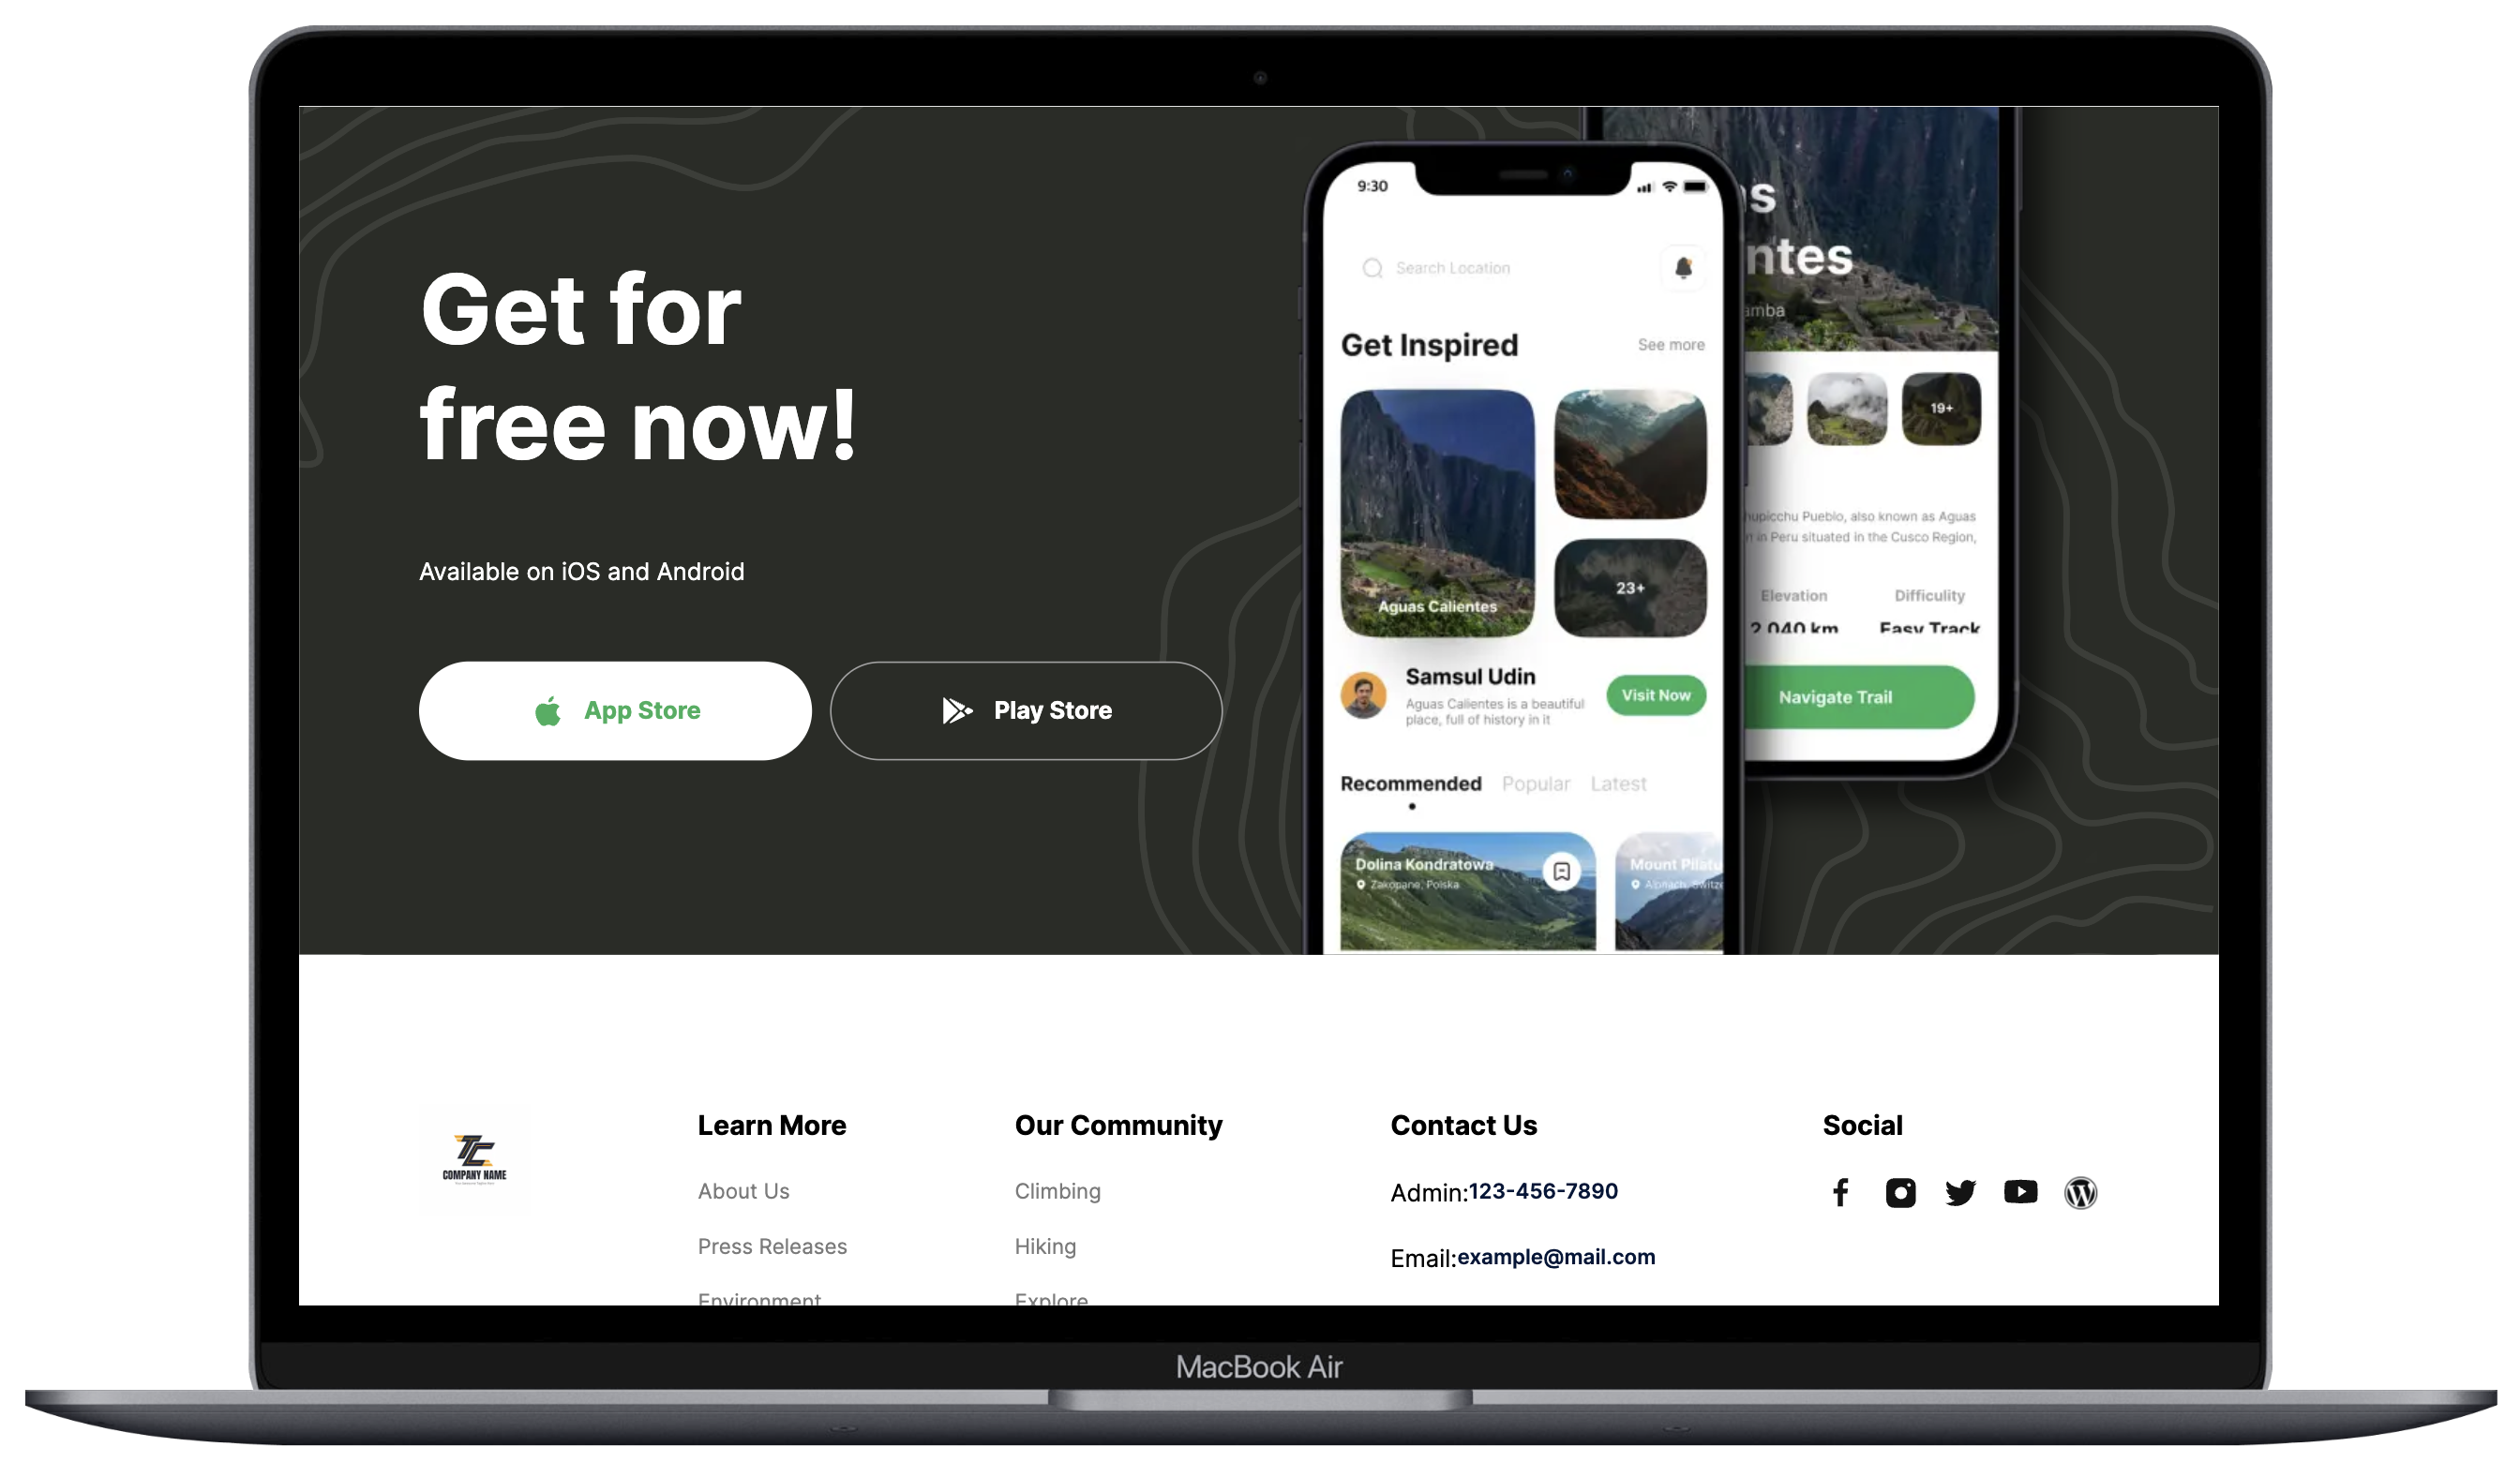 Get for
free now!
Available on iOS and Android
App Store
Play Store
9:30
Search Location
Get Inspired
See more
Aguas Calientes
23+
Samsul Udin
Aguas Calientes is a beautiful
place, full of history in it
Visit Now
Recommended
Popular
Latest
Dolina Kondratowa
Zakopane, Polska
Mount Pilatu
Alpnach, Switze
s
ntes
amba
19+
hupicchu Pueblo, also known as Aguas
in Peru situated in the Cusco Region,
Elevation
Difficulity
2.040 km
Easy Track
Navigate Trail
COMPANY NAME
Learn More
About Us
Press Releases
Environment
Our Community
Climbing
Hiking
Explore
Contact Us
Admin:123-456-7890
Email:example@mail.com
Social
MacBook Air